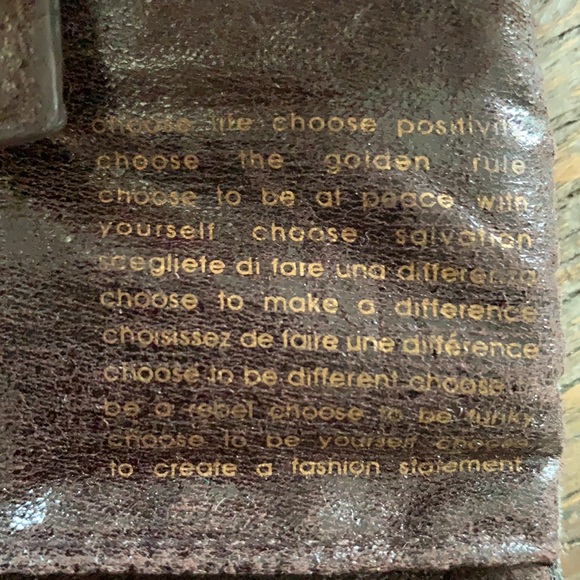 choose life choose positivity
choose the golden rule
choose to be at peace with
yourself choose salvation
scegliete di fare una differenza
choose to make a difference
choisissez de faire une différence
choose to be different choose to
be a rebel choose to be funky
choose to be yourself choose
to create a fashion statement